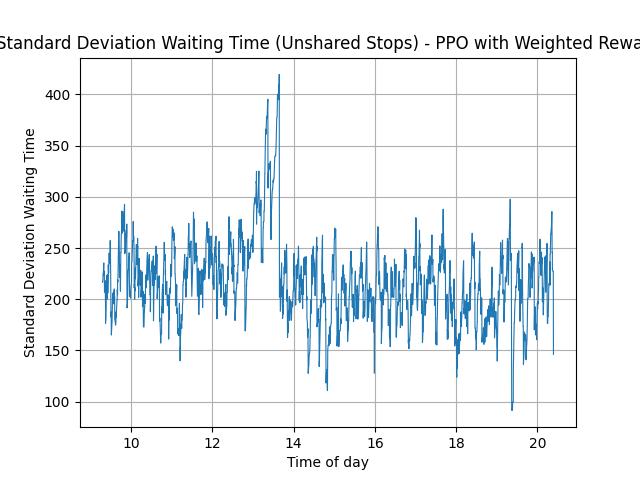 Standard Deviation Waiting Time (Unshared Stops) - PPO with Weighted Rewa
400
350
300
250
200
150
100
Standard Deviation Waiting Time
10 12 14 16 18 20
Time of day